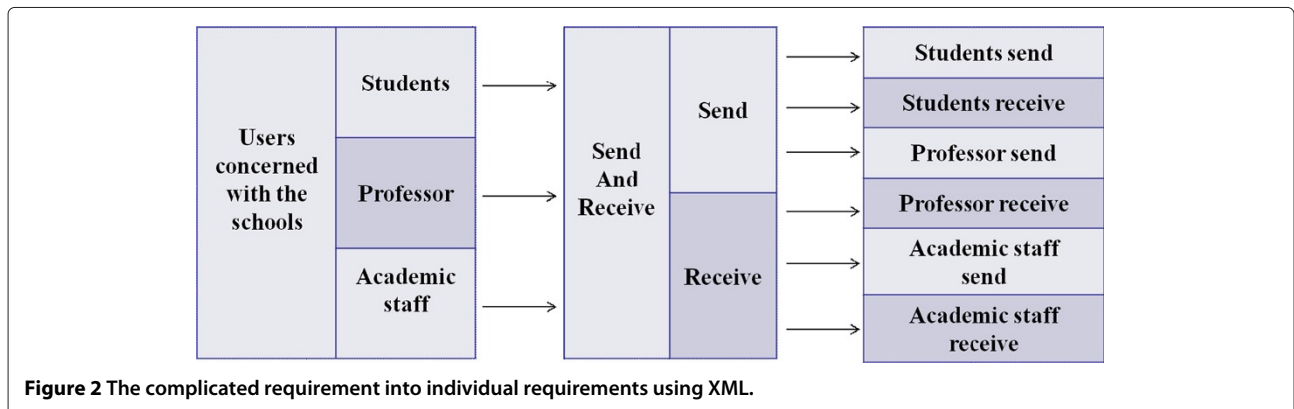 Users
concerned
with the
schools
Students
Professor
Academic
staff
Send
And
Receive
Send
Receive
Students send
Students receive
Professor send
Professor receive
Academic staff
send
Academic staff
receive
Figure 2 The complicated requirement into individual requirements using XML.